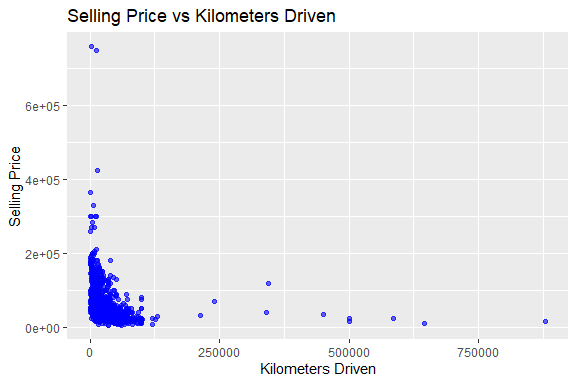 Selling Price vs Kilometers Driven
6e+05
4e+05
2e+05
0e+00
Selling Price
0 250000 500000 750000
Kilometers Driven